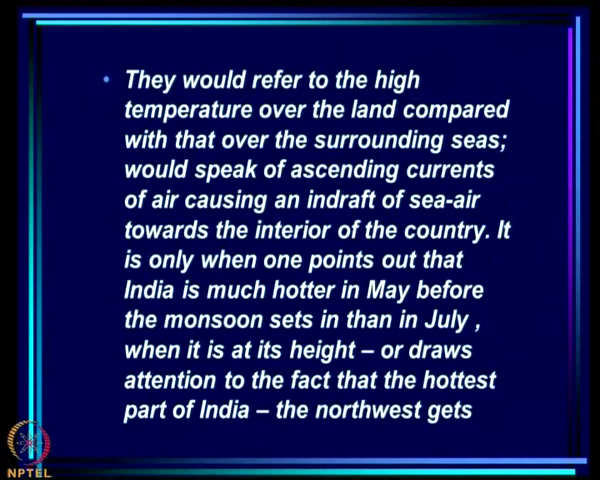 • They would refer to the high
temperature over the land compared
with that over the surrounding seas;
would speak of ascending currents
of air causing an indraft of sea-air
towards the interior of the country. It
is only when one points out that
India is much hotter in May before
the monsoon sets in than in July ,
when it is at its height – or draws
attention to the fact that the hottest
part of India – the northwest gets
NPTEL